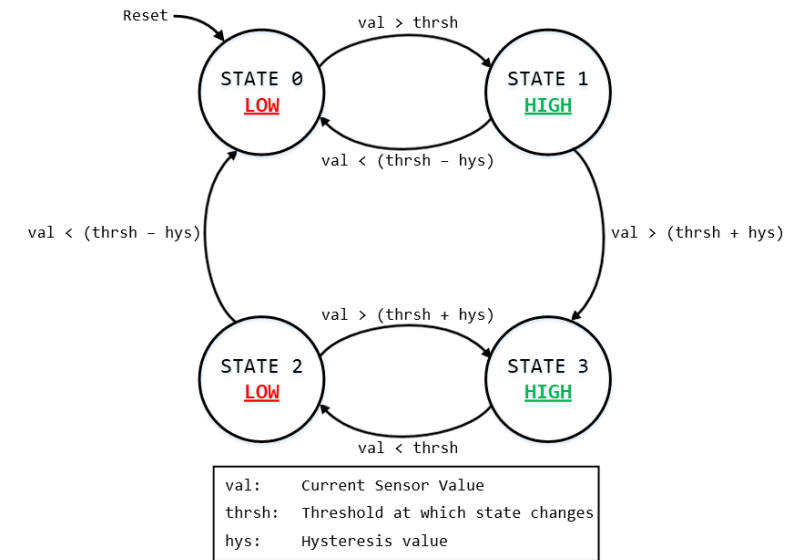 Reset
val > thrsh
STATE 0
LOW
STATE 1
HIGH
val < (thrsh – hys)
val < (thrsh – hys)
val > (thrsh + hys)
val > (thrsh + hys)
STATE 2
LOW
STATE 3
HIGH
val < thrsh
val: Current Sensor Value
thrsh: Threshold at which state changes
hys: Hysteresis value